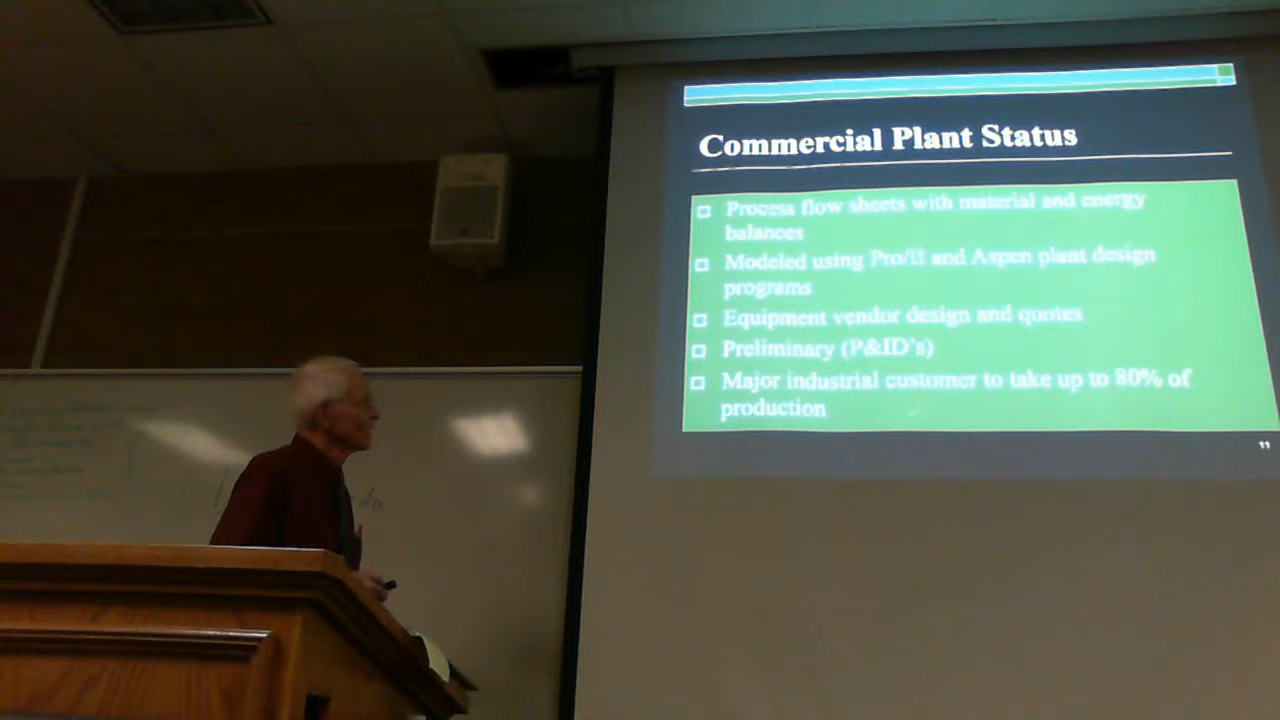 Commercial Plant Status
Process flow sheets with material and energy
balances
Modeled using Pro/II and Aspen plant design
programs
Equipment vendor design and quotes
Preliminary (P&ID's)
Major industrial customer to take up to 80% of
production
11